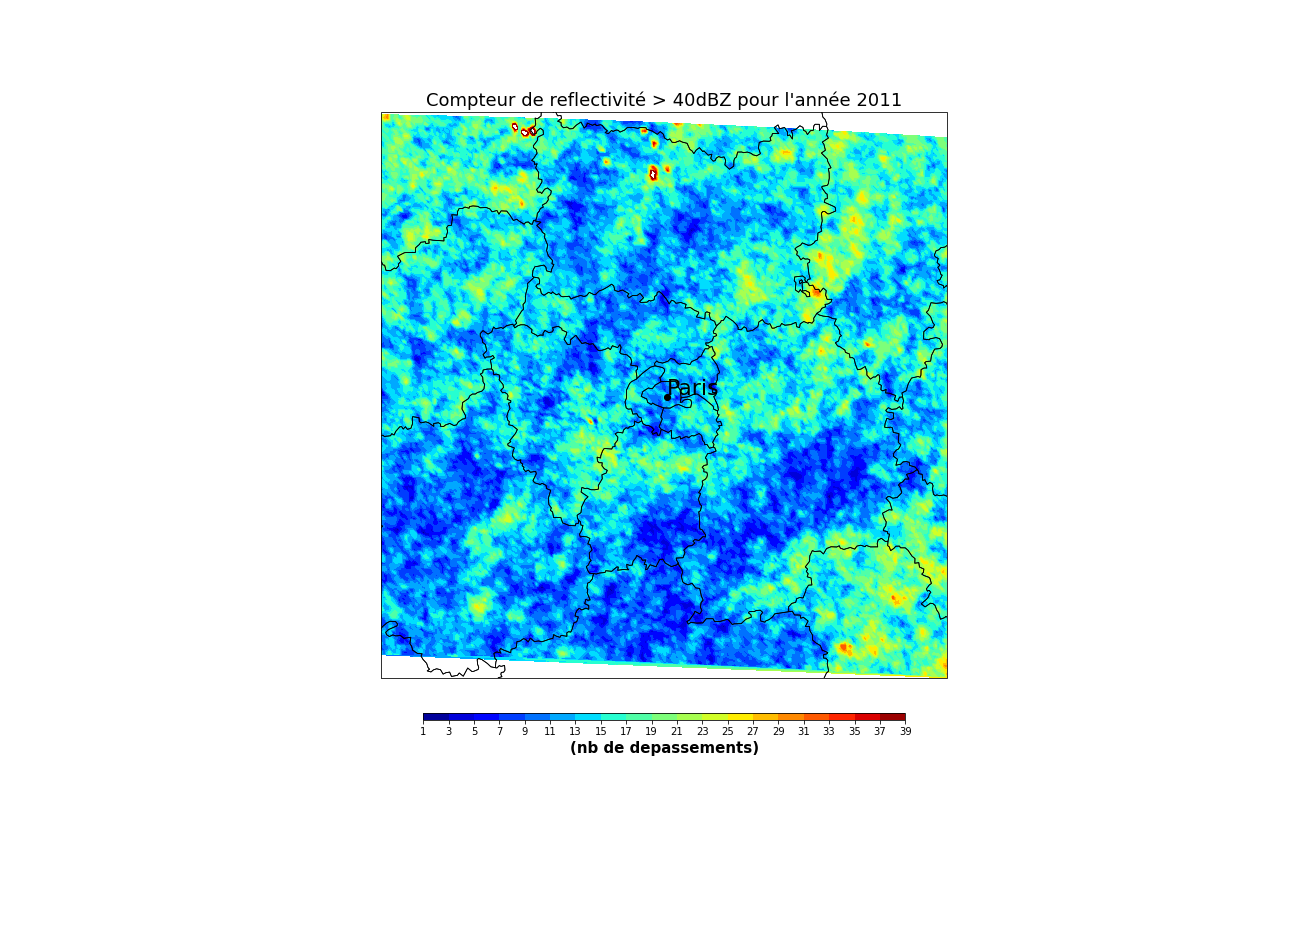 Compteur de reflectivité > 40dBZ pour l'année 2011
Paris
1 3 5 7 9 11 13 15 17 19 21 23 25 27 29 31 33 35 37 39
(nb de depassements)